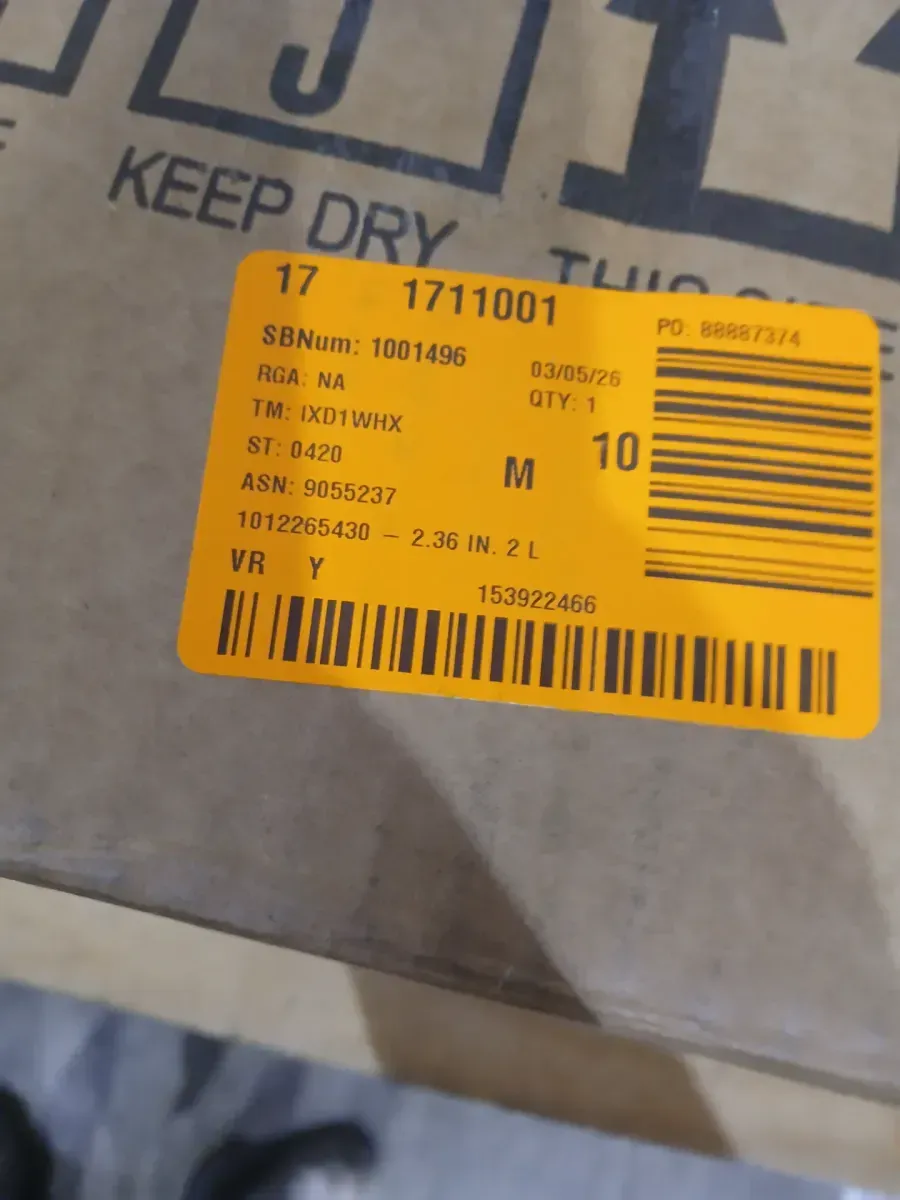 KEEP DRY
17 1711001
PO: 88887374
SBNum: 1001496
03/05/26
RGA: NA
QTY: 1
TM: IXD1WHX
ST: 0420
M 10
ASN: 9055237
1012265430 – 2.36 IN. 2 L
VR Y
153922466